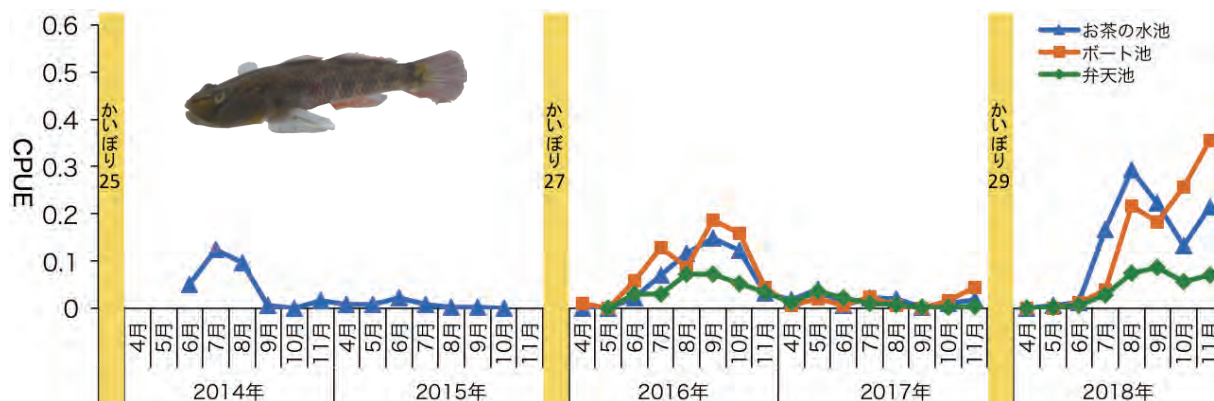 0.6
0.5
0.4
0.3
0.2
0.1
0
CPUE
かいぼり25
かいぼり27
かいぼり29
お茶の水池
ボート池
弁天池
4月 5月 6月 7月 8月 9月 10月 11月 4月 5月 6月 7月 8月 9月 10月 11月 4月 5月 6月 7月 8月 9月 10月 11月 4月 5月 6月 7月 8月 9月 10月 11月 4月 5月 6月 7月 8月 9月 10月 11月
2014年 2015年 2016年 2017年 2018年